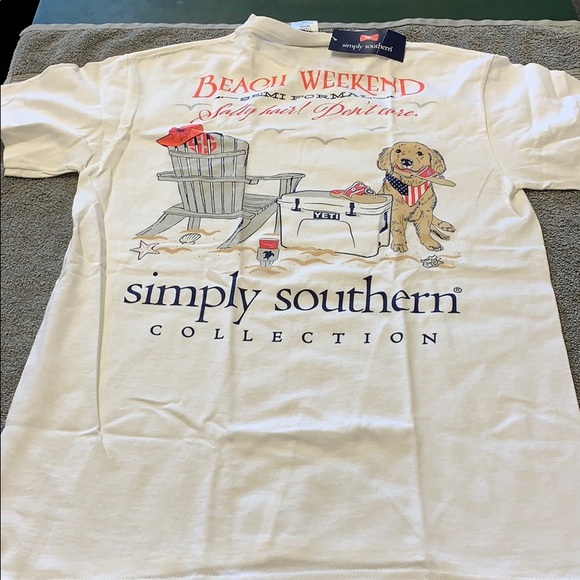 simply southern®
BEACH WEEKEND
SEMI FORMAL
Salty hair! Don't care.
YETI
simply southern®
COLLECTION